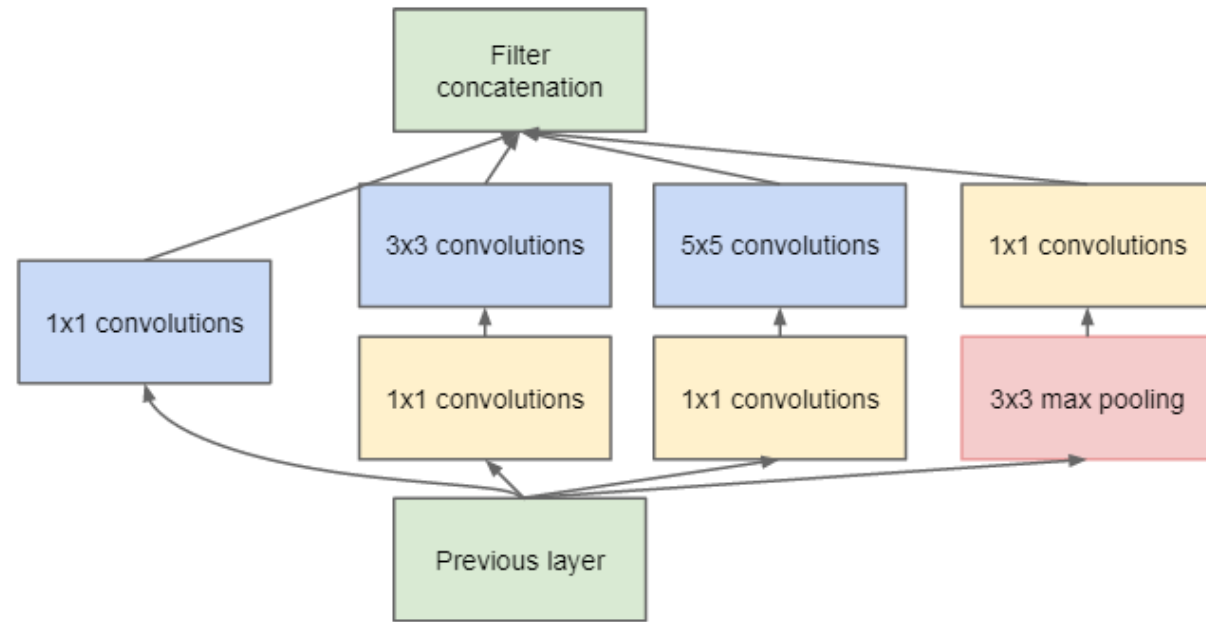 Filter
concatenation
3x3 convolutions
5x5 convolutions
1x1 convolutions
1x1 convolutions
1x1 convolutions
1x1 convolutions
3x3 max pooling
Previous layer